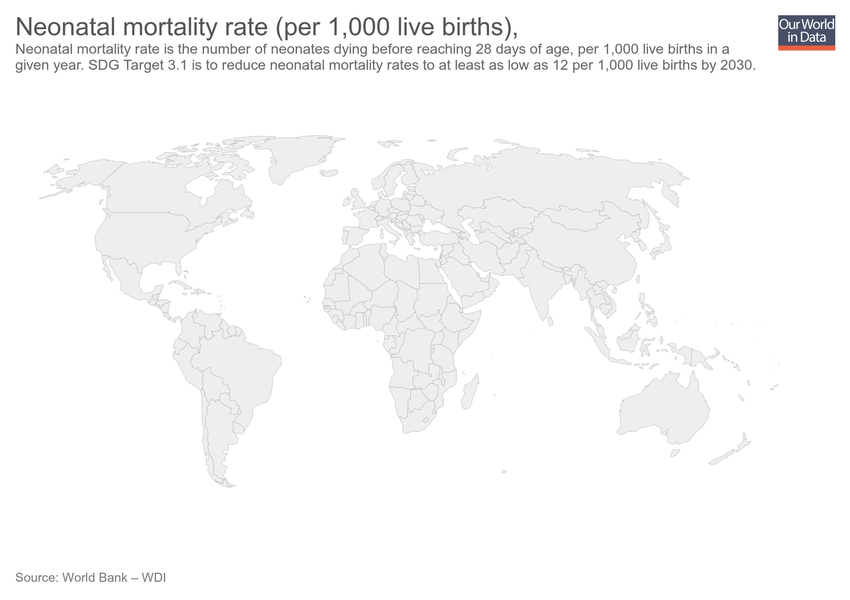 Neonatal mortality rate (per 1,000 live births),
Our World
in Data
Neonatal mortality rate is the number of neonates dying before reaching 28 days of age, per 1,000 live births in a
given year. SDG Target 3.1 is to reduce neonatal mortality rates to at least as low as 12 per 1,000 live births by 2030.
Source: World Bank – WDI